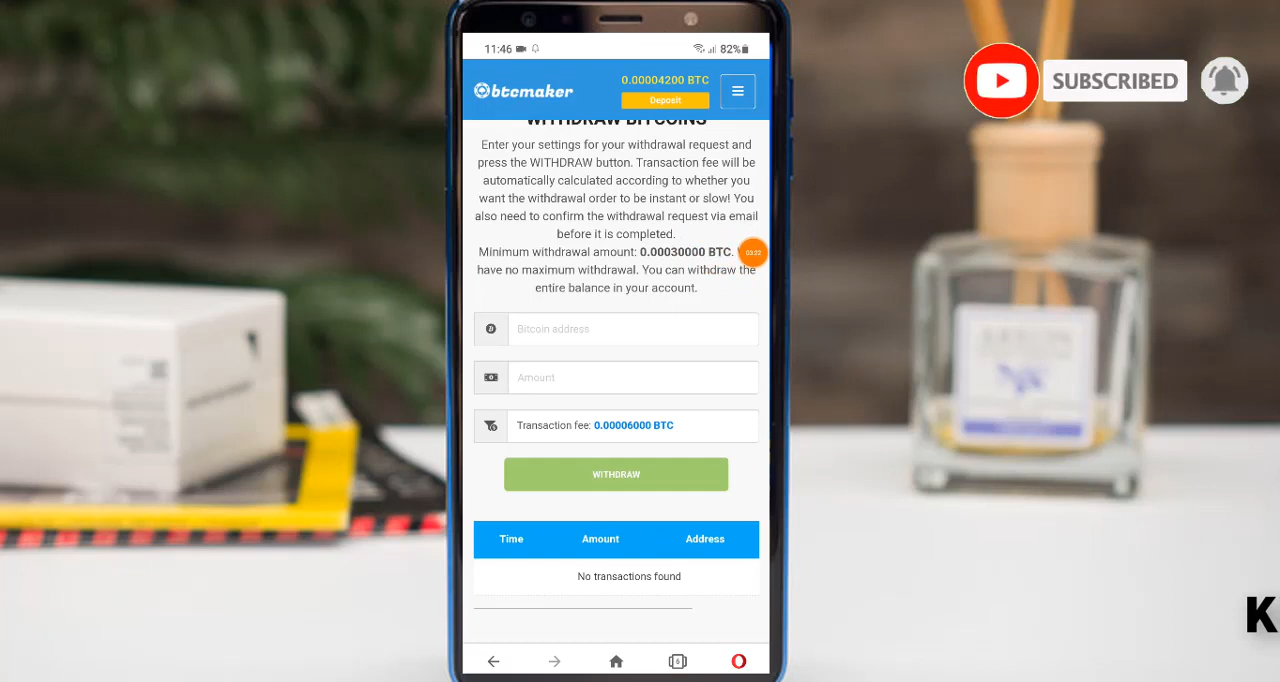 SUBSCRIBED
11:46
82%
btcmaker
0.00004200 BTC
Deposit
WITHDRAW BITCOINS
Enter your settings for your withdrawal request and
press the WITHDRAW button. Transaction fee will be
automatically calculated according to whether you
want the withdrawal order to be instant or slow! You
also need to confirm the withdrawal request via email
before it is completed.
Minimum withdrawal amount: 0.00030000 BTC.
03:22
have no maximum withdrawal. You can withdraw the
entire balance in your account.
Bitcoin address
Amount
Transaction fee: 0.00006000 BTC
WITHDRAW
Time Amount Address
No transactions found
6
K